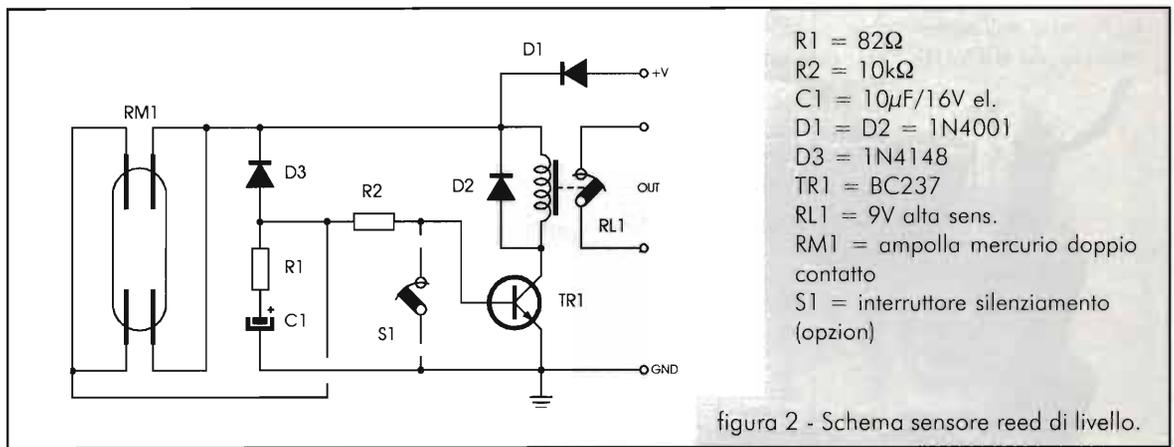 D1
+V
RM1
D3
R2
D2
OUT
RL1
R1
C1
+
S1
TR1
GND
R1 = 82Ω
R2 = 10kΩ
C1 = 10µF/16V el.
D1 = D2 = 1N4001
D3 = 1N4148
TR1 = BC237
RL1 = 9V alta sens.
RM1 = ampolla mercurio doppio
contatto
S1 = interruttore silenziamento
(opzion)
figura 2 - Schema sensore reed di livello.